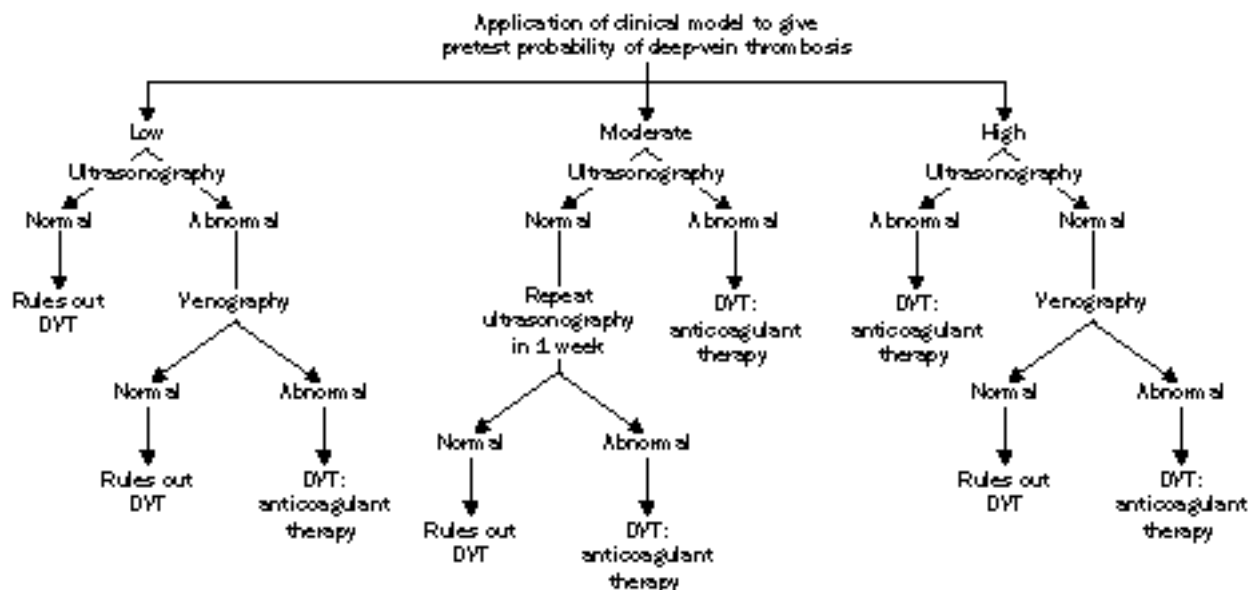 Application of clinical model to give
pretest probability of deep-vein thrombosis
Low
Moderate
High
Ultrasonography
Ultrasonography
Ultrasonography
Normal
Abnormal
Normal
Abnormal
Abnormal
Normal
Rules out
DVT
Venography
Repeat
ultrasonography
in 1 week
DVT:
anticoagulant
therapy
DVT:
anticoagulant
therapy
Venography
Normal
Abnormal
Normal
Abnormal
Normal
Abnormal
Rules out
DVT
DVT:
anticoagulant
therapy
Rules out
DVT
DVT:
anticoagulant
therapy
Rules out
DVT
DVT:
anticoagulant
therapy